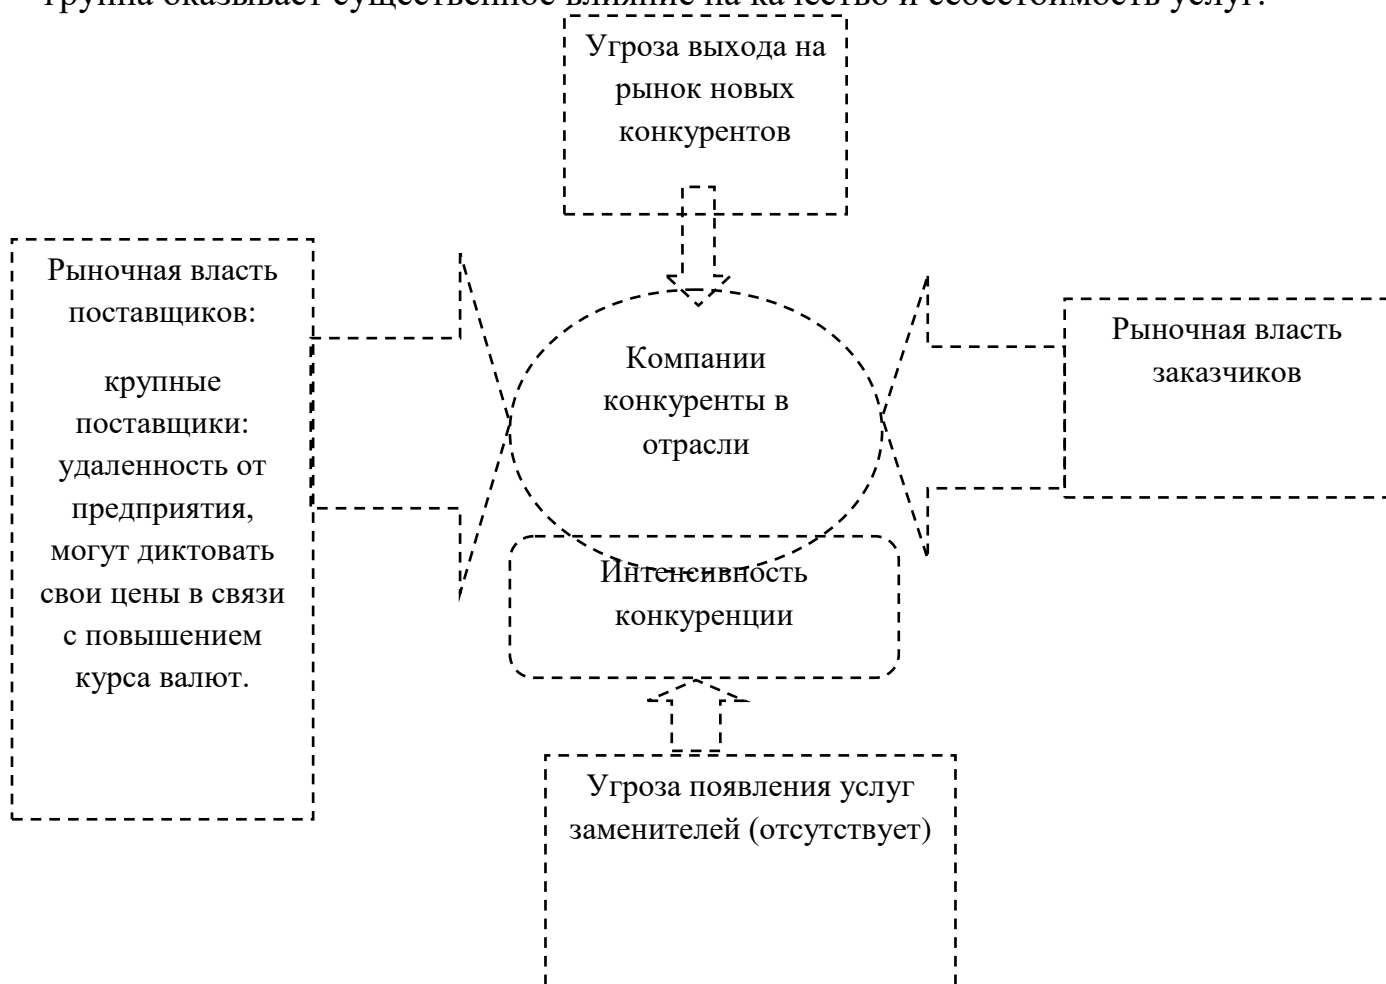 группа оказывает существенное влияние на качество и себестоимость услуг.
Угроза выхода на
рынок новых
конкурентов
Рыночная власть
поставщиков:
крупные
поставщики:
удаленность от
предприятия,
могут диктовать
свои цены в связи
с повышением
курса валют.
Компании
конкуренты в
отрасли
Рыночная власть
заказчиков
Интенсивность
конкуренции
Угроза появления услуг
заменителей (отсутствует)